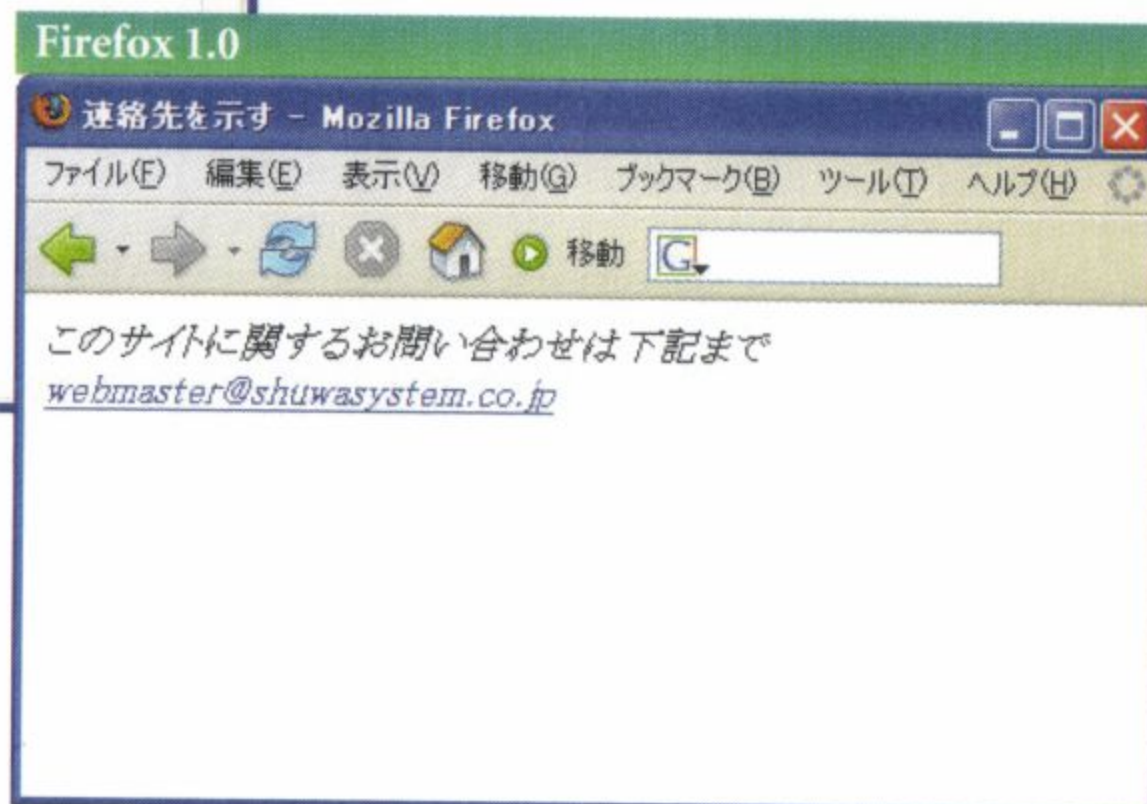 Firefox 1.0
連絡先を示す - Mozilla Firefox
ファイル(F) 編集(E) 表示(V) 移動(G) ブックマーク(B) ツール(T) ヘルプ(H)
移動 G
このサイトに関するお問い合わせは下記まで
webmaster@shuwasystem.co.jp